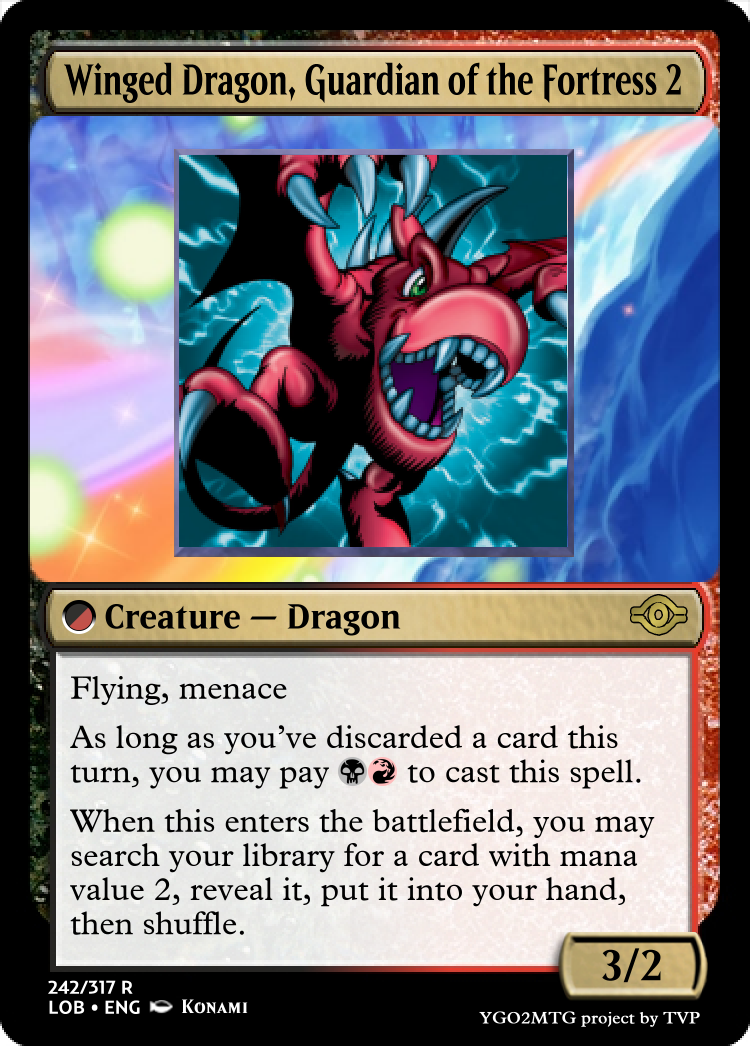 Winged Dragon, Guardian of the Fortress 2
Creature — Dragon
Flying, menace
As long as you've discarded a card this
turn, you may pay to cast this spell.
When this enters the battlefield, you may
search your library for a card with mana
value 2, reveal it, put it into your hand,
then shuffle.
3/2
242/317 R
LOB • ENG KONAMI
YGO2MTG project by TVP